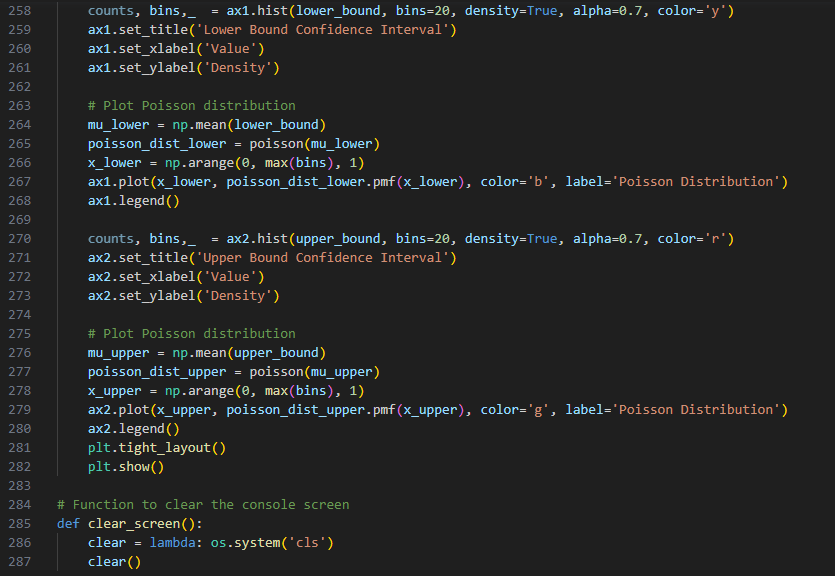 258 counts, bins,_  = ax1.hist(lower_bound, bins=20, density=True, alpha=0.7, color='y')
259 ax1.set_title('Lower Bound Confidence Interval')
260 ax1.set_xlabel('Value')
261 ax1.set_ylabel('Density')
262
263 # Plot Poisson distribution
264 mu_lower = np.mean(lower_bound)
265 poisson_dist_lower = poisson(mu_lower)
266 x_lower = np.arange(0, max(bins), 1)
267 ax1.plot(x_lower, poisson_dist_lower.pmf(x_lower), color='b', label='Poisson Distribution')
268 ax1.legend()
269
270 counts, bins,_  = ax2.hist(upper_bound, bins=20, density=True, alpha=0.7, color='r')
271 ax2.set_title('Upper Bound Confidence Interval')
272 ax2.set_xlabel('Value')
273 ax2.set_ylabel('Density')
274
275 # Plot Poisson distribution
276 mu_upper = np.mean(upper_bound)
277 poisson_dist_upper = poisson(mu_upper)
278 x_upper = np.arange(0, max(bins), 1)
279 ax2.plot(x_upper, poisson_dist_upper.pmf(x_upper), color='g', label='Poisson Distribution')
280 ax2.legend()
281 plt.tight_layout()
282 plt.show()
283
284 # Function to clear the console screen
285 def clear_screen():
286 clear = lambda: os.system('cls')
287 clear()